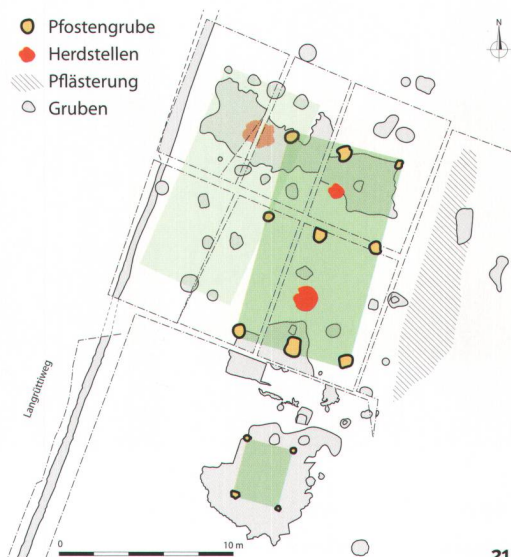 Pfostengrube
Herdstellen
Pflästerung
Gruben
N
Langrüttiweg
0 10 m
21